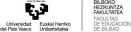 BILBOKO
HEZKUNTZA
FAKULTATEA
FACULTAD
DE EDUCACIÓN
DE BILBAO
Universidad Euskal Herriko
del País Vasco Unibertsitatea